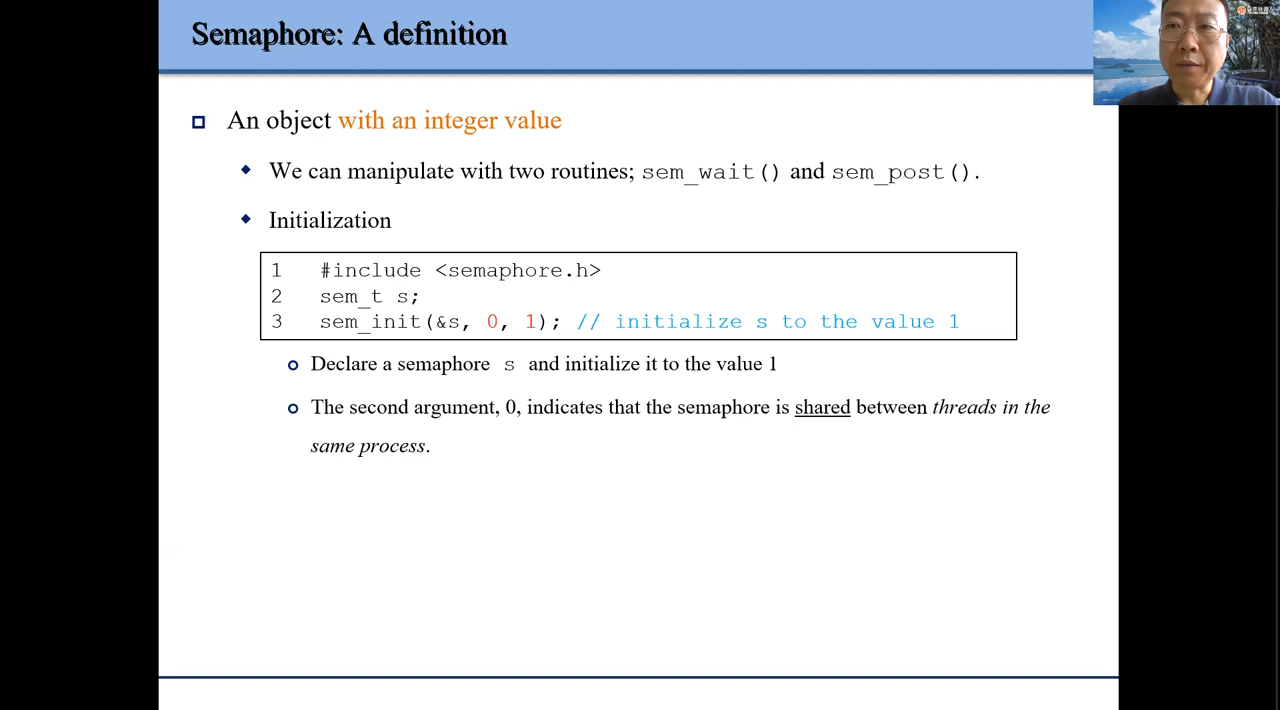 Semaphore: A definition
An object with an integer value
We can manipulate with two routines; sem_wait() and sem_post().
Initialization
1 #include <semaphore.h>
2 sem_t s;
3 sem_init(&s, 0, 1); // initialize s to the value 1
Declare a semaphore s and initialize it to the value 1
The second argument, 0, indicates that the semaphore is shared between threads in the
same process.